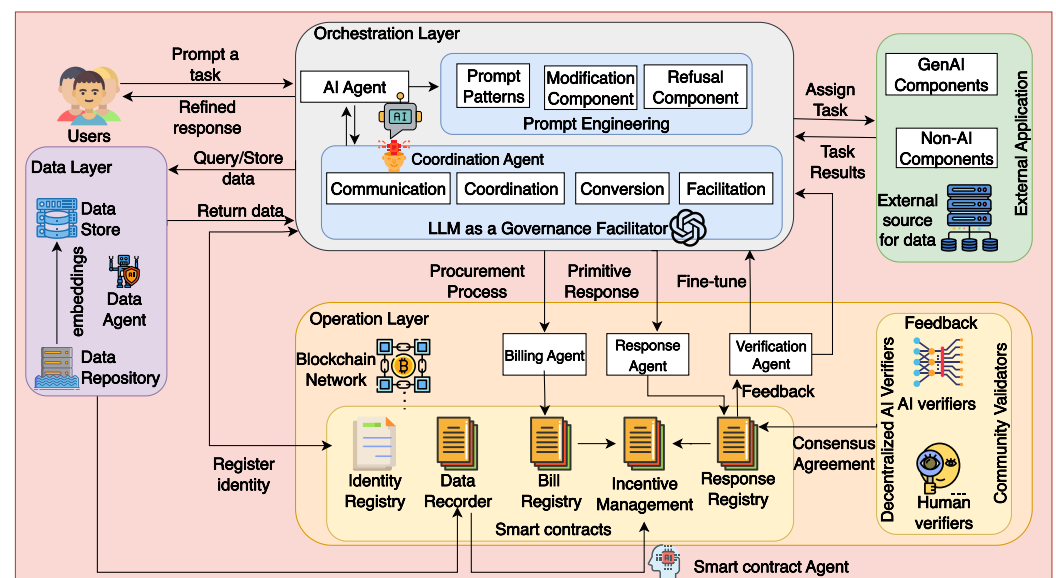 Orchestration Layer
Prompt a
task
Refined
response
Users
AI Agent
AI
Prompt
Patterns
Modification
Component
Refusal
Component
Prompt Engineering
Coordination Agent
Communication
Coordination
Conversion
Facilitation
LLM as a Governance Facilitator
Assign
Task
Task
Results
GenAI
Components
Non-AI
Components
External
source
for data
External Application
Data Layer
Data
Store
embeddings
Data
Agent
Data
Repository
Query/Store
data
Return data
Procurement
Process
Primitive
Response
Fine-tune
Operation Layer
Blockchain
Network
Billing Agent
Response
Agent
Verification
Agent
Feedback
Feedback
Decentralized AI Verifiers
AI verifiers
Human
verifiers
Community Validators
Consensus
Agreement
Register
identity
Identity
Registry
Data
Recorder
Bill
Registry
Incentive
Management
Response
Registry
Smart contracts
AI
Smart contract Agent